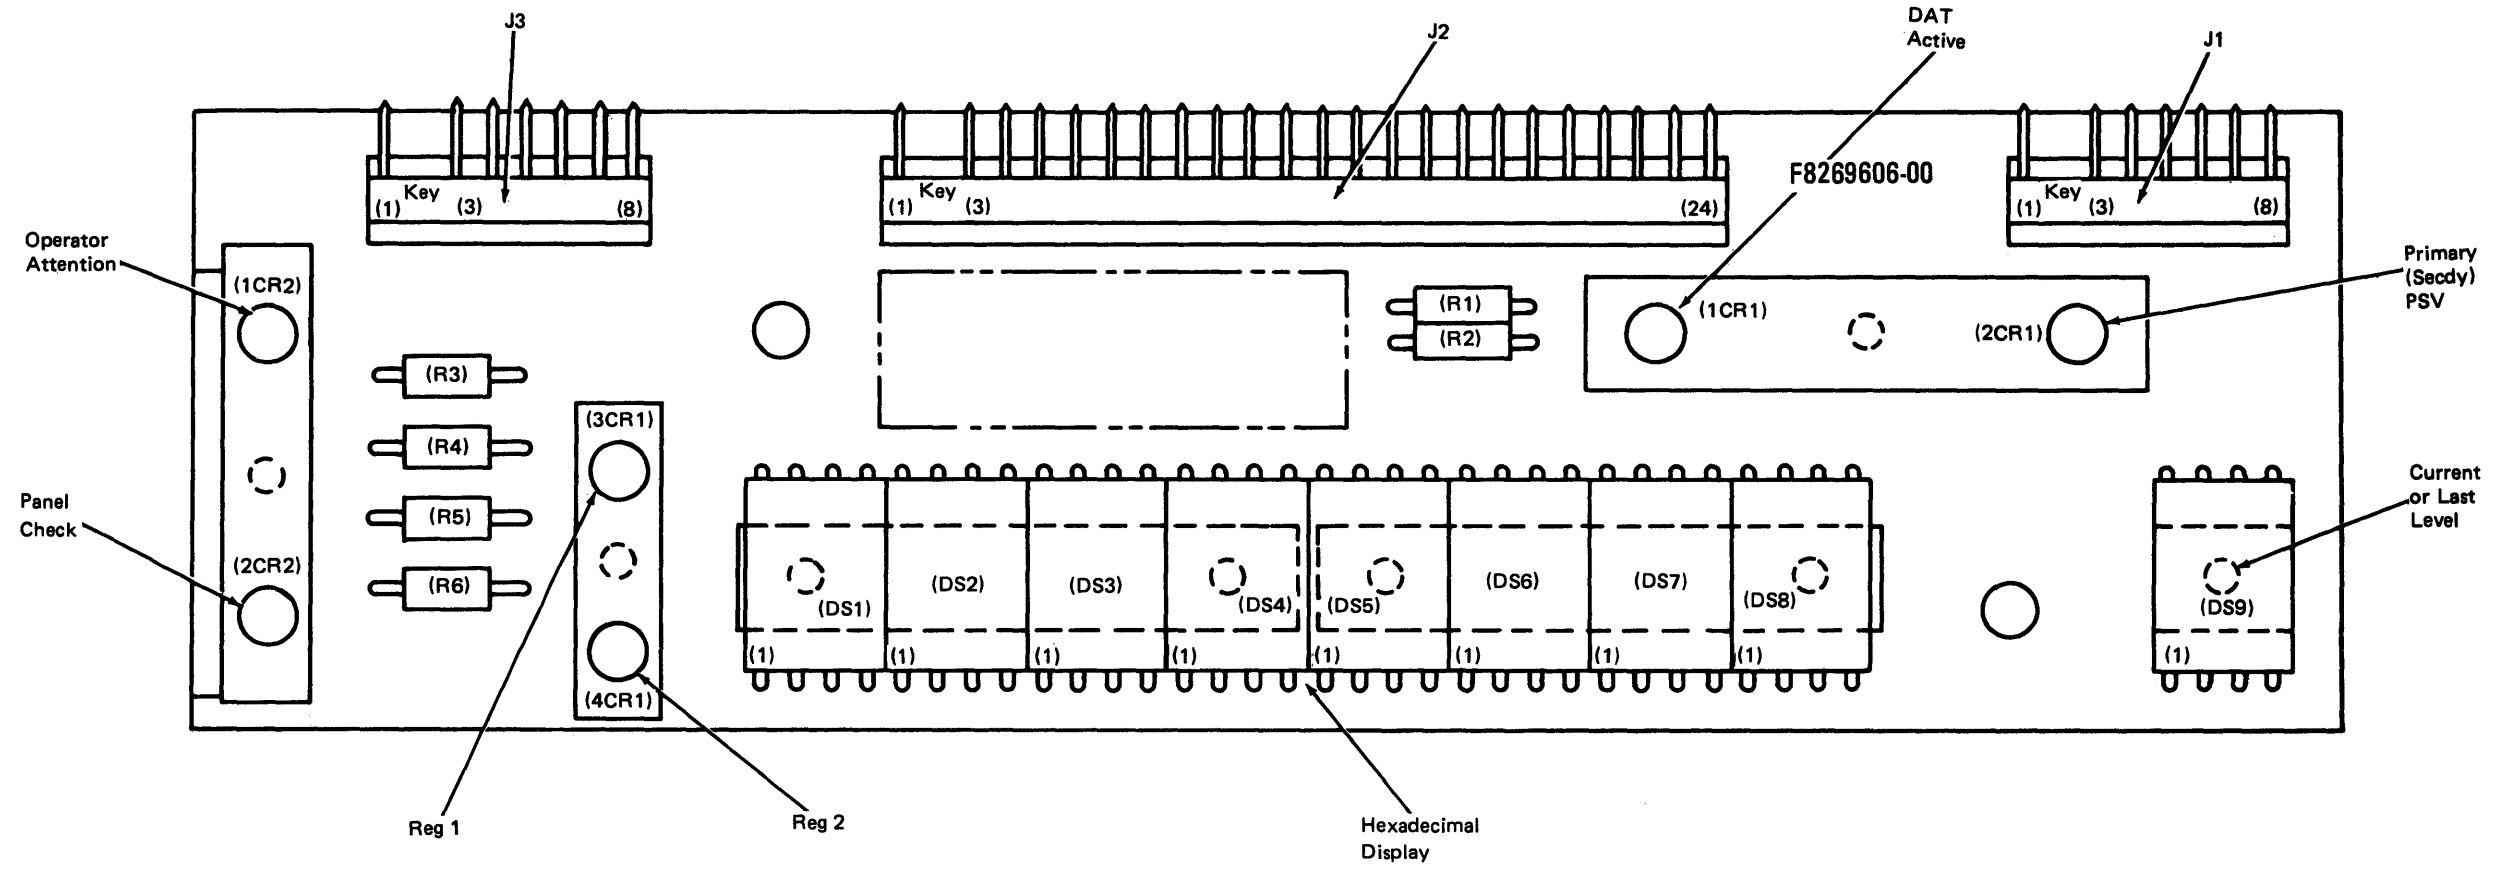 J3
J2
DAT
Active
J1
F8269606-00
Key
(1) (3) (8)
Key
(1) (3) (24)
Key
(1) (3) (8)
Operator
Attention
Primary
(Secdy)
PSV
(1CR2)
(R1)
(R2)
(1CR1)
(2CR1)
(R3)
(3CR1)
(R4)
(R5)
(R6)
Panel
Check
(2CR2)
(4CR1)
Current
or Last
Level
(DS1)
(DS2)
(DS3)
(DS4)
(DS5)
(DS6)
(DS7)
(DS8)
(DS9)
(1) (1) (1) (1) (1) (1) (1) (1) (1)
Reg 1
Reg 2
Hexadecimal
Display